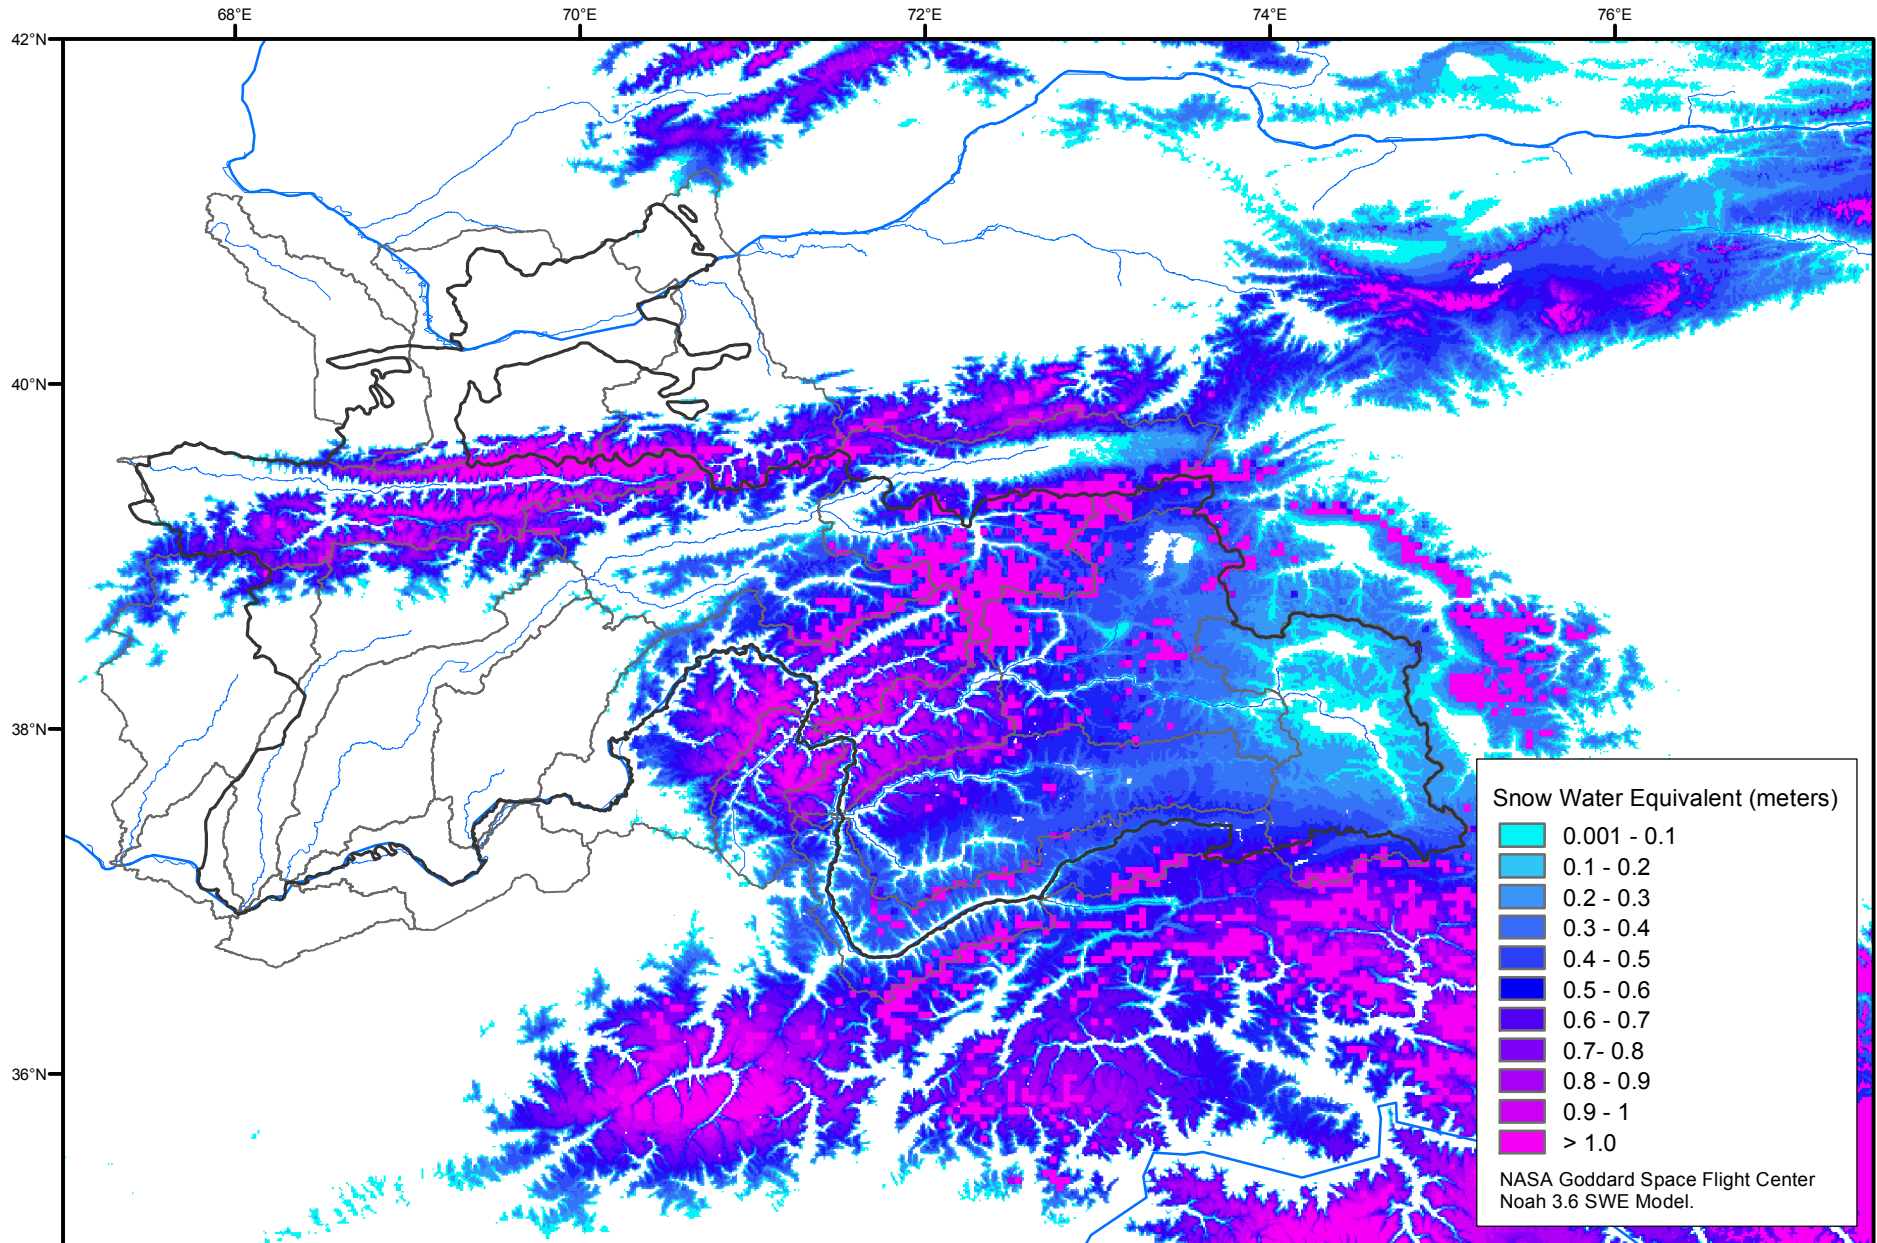 68°E 70°E 72°E 74°E 76°E
42°N
40°N
38°N
36°N
Snow Water Equivalent (meters)
0.001 - 0.1
0.1 - 0.2
0.2 - 0.3
0.3 - 0.4
0.4 - 0.5
0.5 - 0.6
0.6 - 0.7
0.7- 0.8
0.8 - 0.9
0.9 - 1
> 1.0
NASA Goddard Space Flight Center
Noah 3.6 SWE Model.